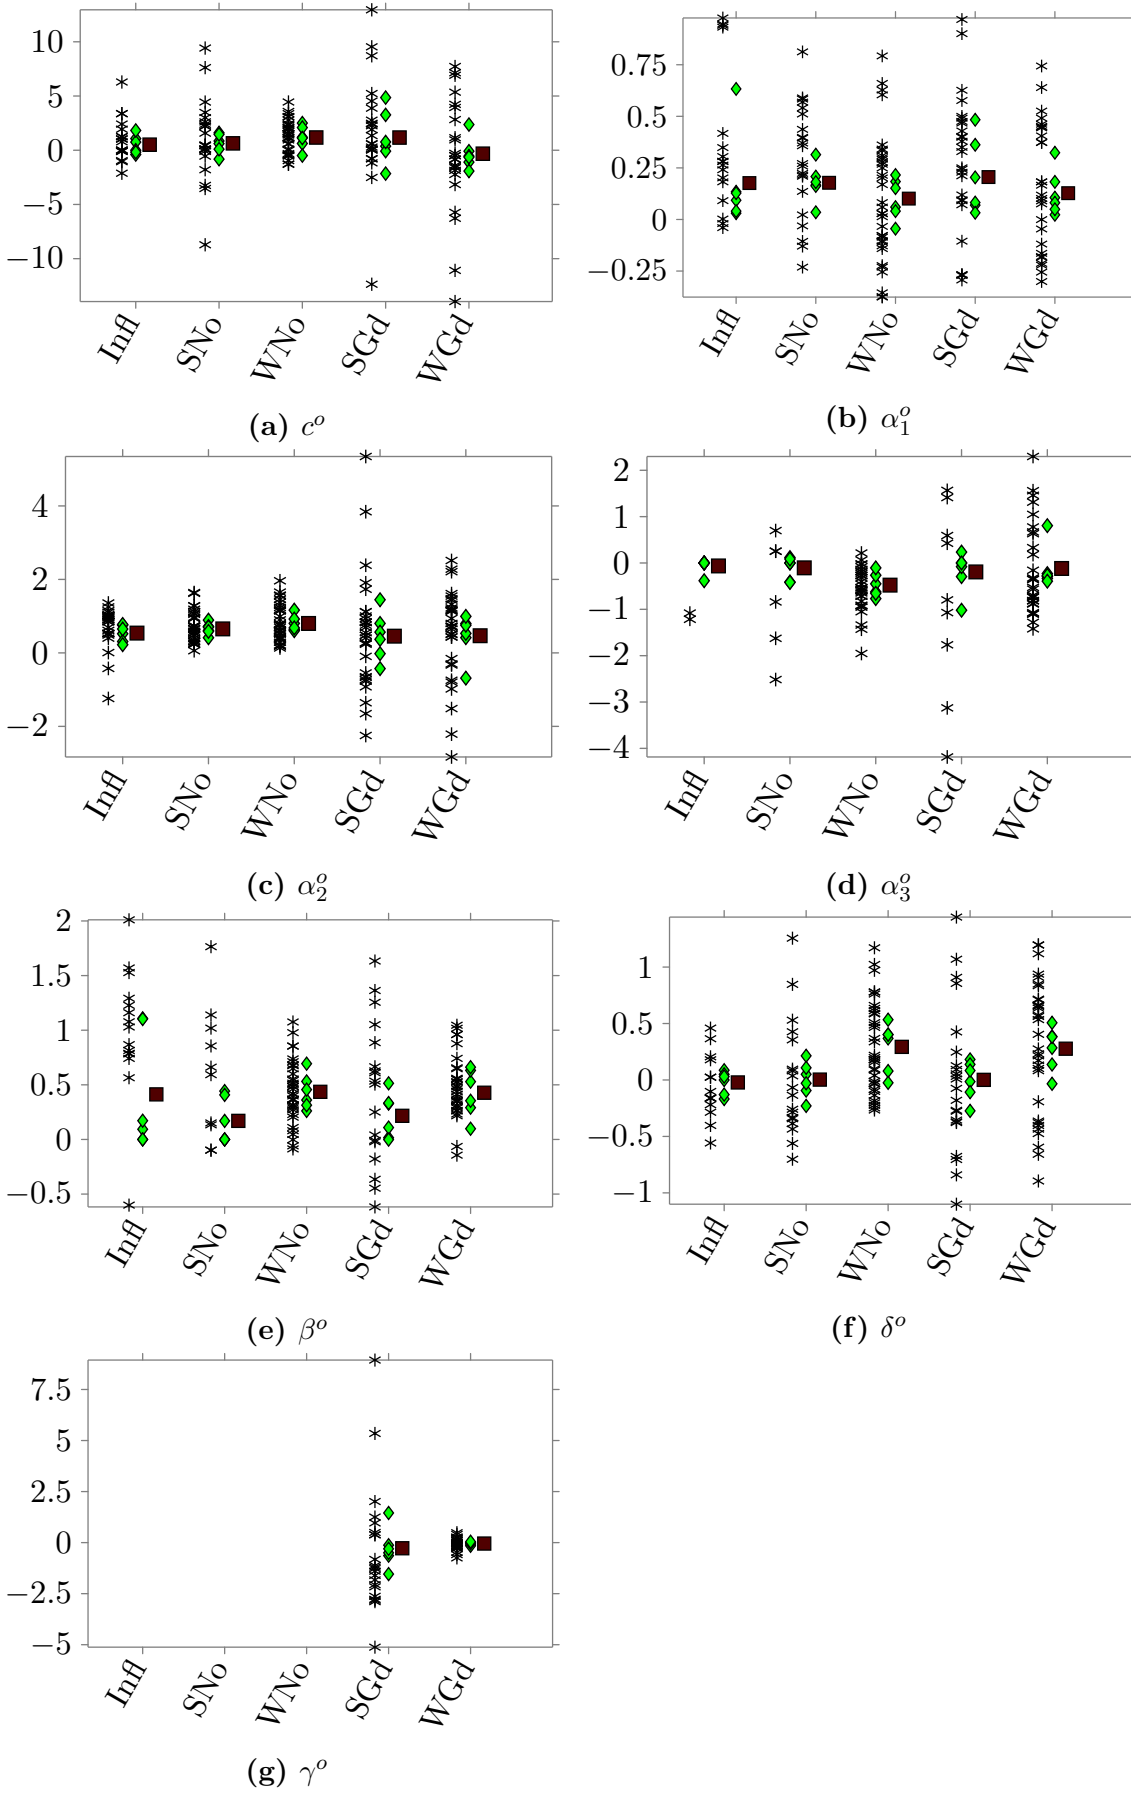 10
5
0
−5
−10
Infl SNo WNo SGd WGd
(a) c^o
0.75
0.5
0.25
0
−0.25
Infl SNo WNo SGd WGd
(b) α_1^o
4
2
0
−2
Infl SNo WNo SGd WGd
(c) α_2^o
2
1
0
−1
−2
−3
−4
Infl SNo WNo SGd WGd
(d) α_3^o
2
1.5
1
0.5
0
−0.5
Infl SNo WNo SGd WGd
(e) β^o
1
0.5
0
−0.5
−1
Infl SNo WNo SGd WGd
(f) δ^o
7.5
5
2.5
0
−2.5
−5
Infl SNo WNo SGd WGd
(g) γ^o